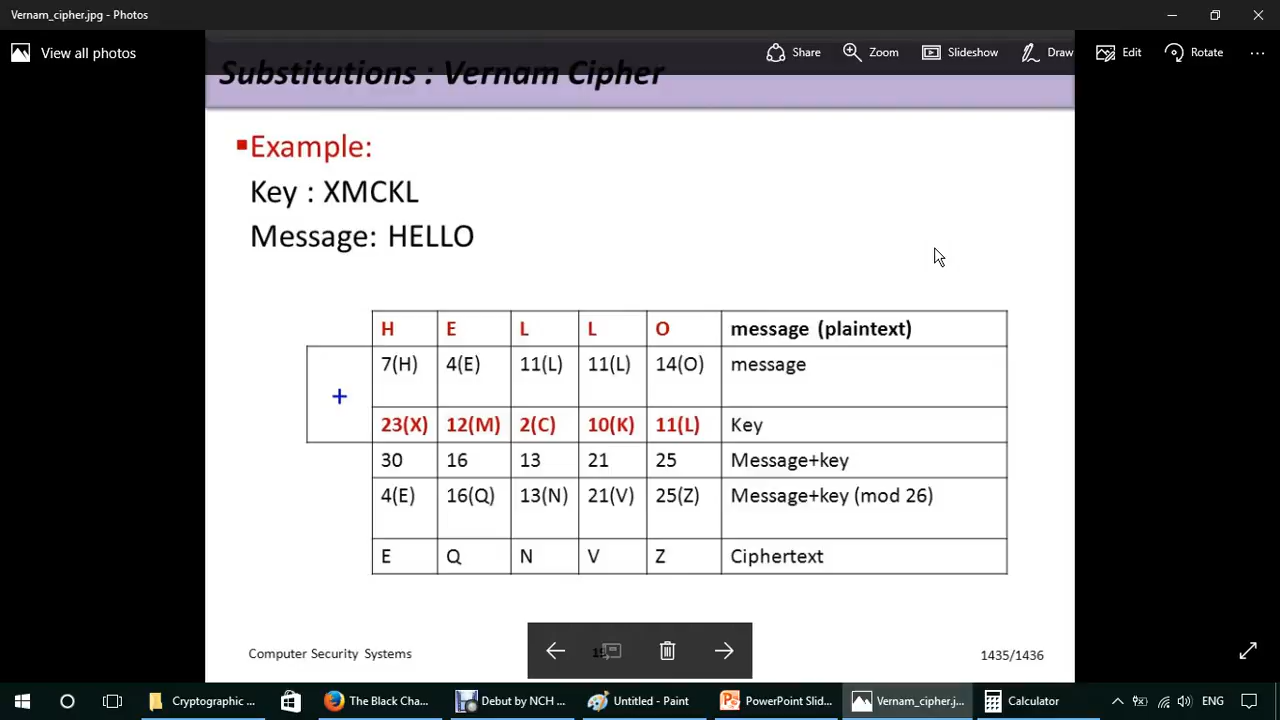 Vernam_cipher.jpg - Photos
View all photos
Share
Zoom
Slideshow
Draw
Edit
Rotate
Substitutions : Vernam Cipher
Example:
Key : XMCKL
Message: HELLO
H E L L O message (plaintext)
7(H) 4(E) 11(L) 11(L) 14(O) message
+
23(X) 12(M) 2(C) 10(K) 11(L) Key
30 16 13 21 25 Message+key
4(E) 16(Q) 13(N) 21(V) 25(Z) Message+key (mod 26)
E Q N V Z Ciphertext
Computer Security Systems
1435/1436
Cryptographic ...
The Black Cha...
Debut by NCH ...
Untitled - Paint
PowerPoint Slid...
Vernam_cipher.j...
Calculator
ENG